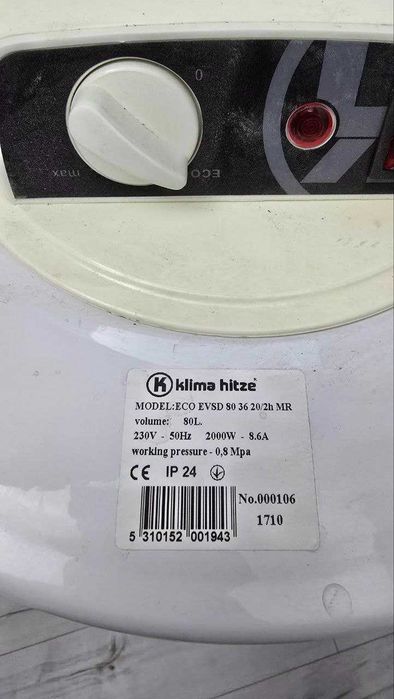 0
ECO
max
K klima hitze®
MODEL:ECO EVSD 80 36 20/2h MR
volume: 80L.
230V - 50Hz 2000W - 8.6A
working pressure - 0,8 Mpa
CE IP 24
No.000106
1710
5 310152 001943